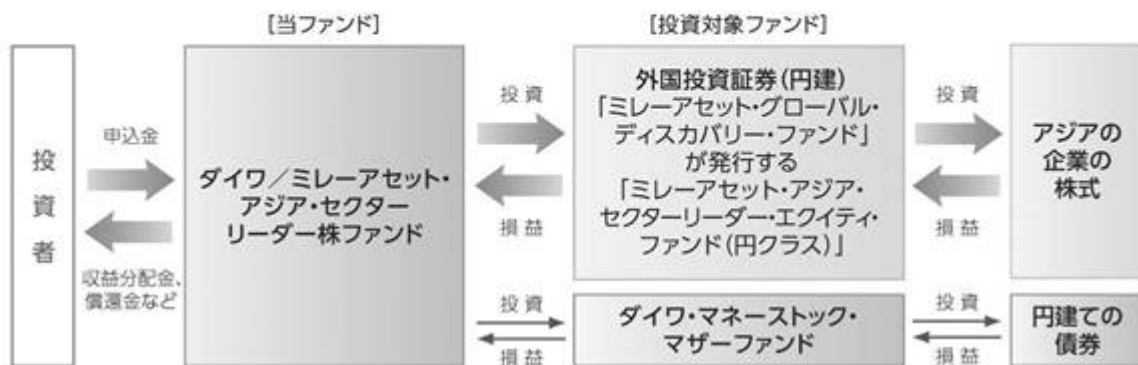 [当ファンド]
[投資対象ファンド]
投資者
申込金
収益分配金、
償還金など
ダイワ／ミレーアセット・
アジア・セクター
リーダー株ファンド
投資
損益
外国投資証券(円建)
「ミレーアセット・グローバル・
ディスカバリー・ファンド」
が発行する
「ミレーアセット・アジア・
セクターリーダー・エクイティ・
ファンド(円クラス)」
投資
損益
アジアの
企業の
株式
投資
損益
ダイワ・マネーストック・
マザーファンド
投資
損益
円建ての
債券